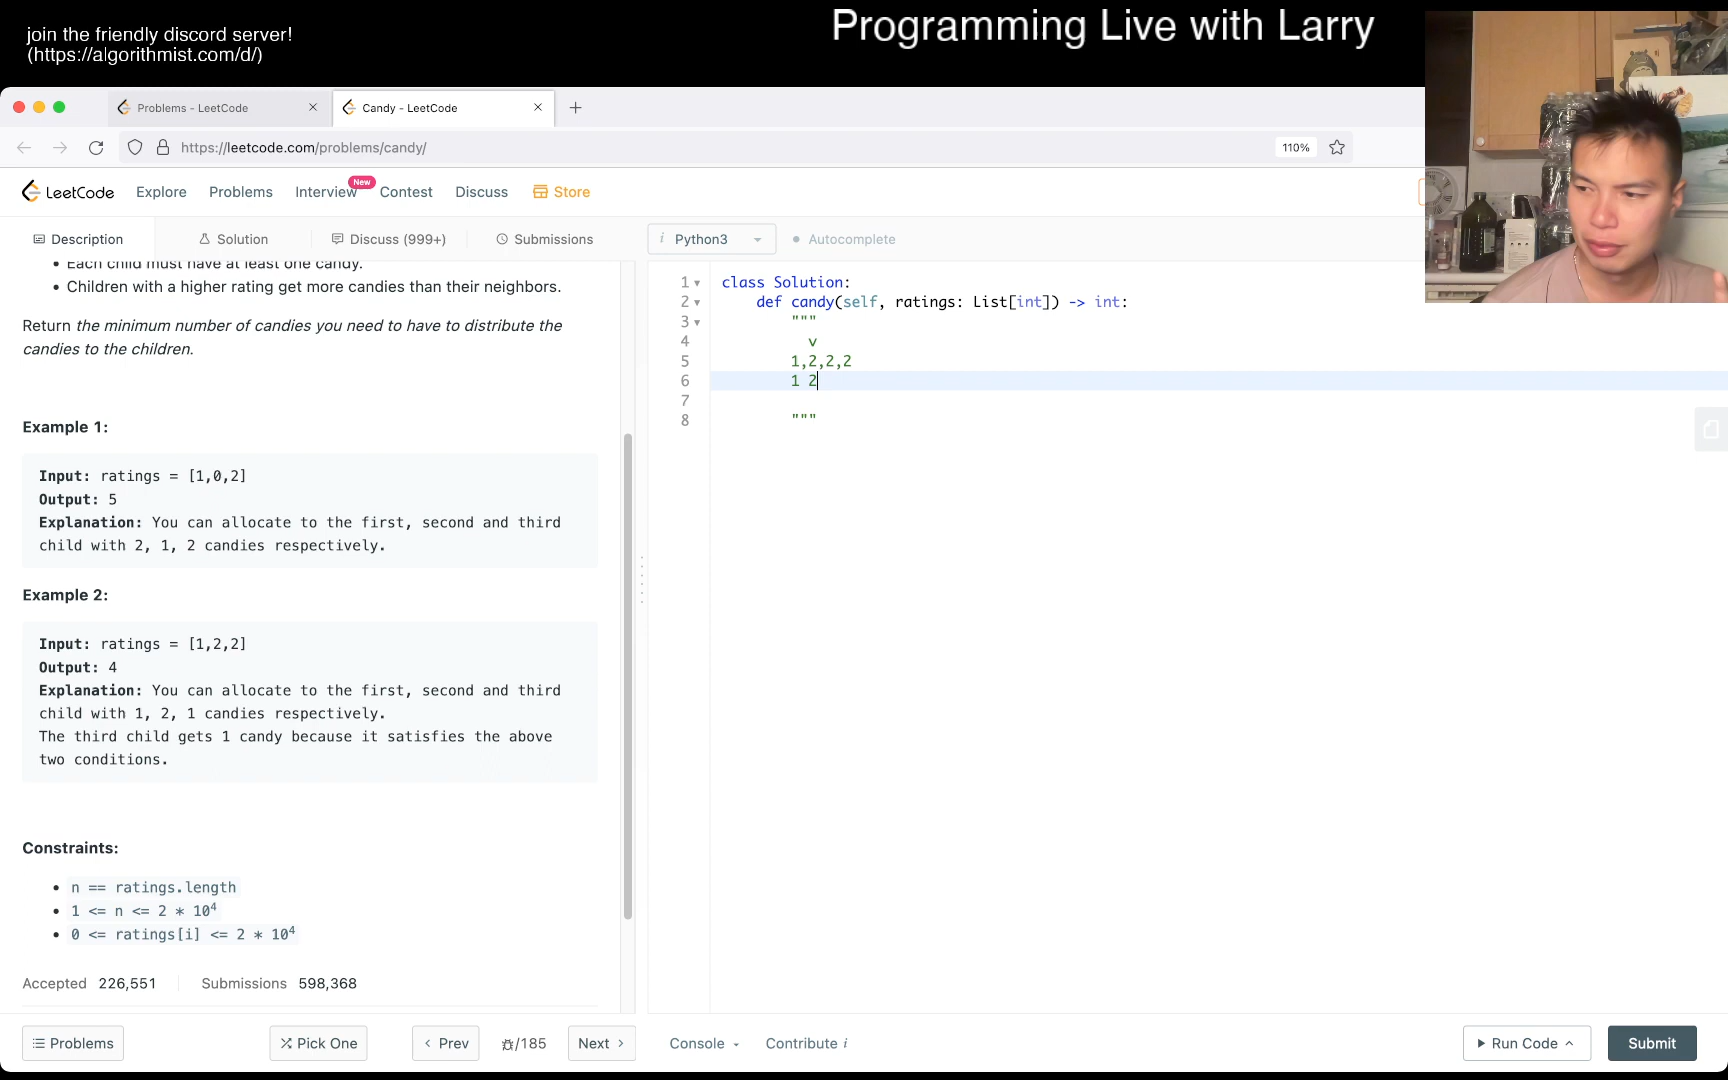 join the friendly discord server!
(https://algorithmist.com/d/)
Programming Live with Larry
Problems - LeetCode
Candy - LeetCode
https://leetcode.com/problems/candy/
110%
LeetCode
Explore
Problems
Interview
New
Contest
Discuss
Store
Description
Solution
Discuss (999+)
Submissions
i Python3
Autocomplete
• Each child must have at least one candy.
• Children with a higher rating get more candies than their neighbors.
Return the minimum number of candies you need to have to distribute the
candies to the children.
Example 1:
Input: ratings = [1,0,2]
Output: 5
Explanation: You can allocate to the first, second and third
child with 2, 1, 2 candies respectively.
Example 2:
Input: ratings = [1,2,2]
Output: 4
Explanation: You can allocate to the first, second and third
child with 1, 2, 1 candies respectively.
The third child gets 1 candy because it satisfies the above
two conditions.
Constraints:
• n == ratings.length
• 1 <= n <= 2 * 10⁴
• 0 <= ratings[i] <= 2 * 10⁴
Accepted 226,551
Submissions 598,368
1 class Solution:
2 def candy(self, ratings: List[int]) -> int:
3 """
4 v
5 1,2,2,2
6 1 2
7
8 """
Problems
Pick One
Prev
/185
Next
Console
Contribute i
Run Code
Submit